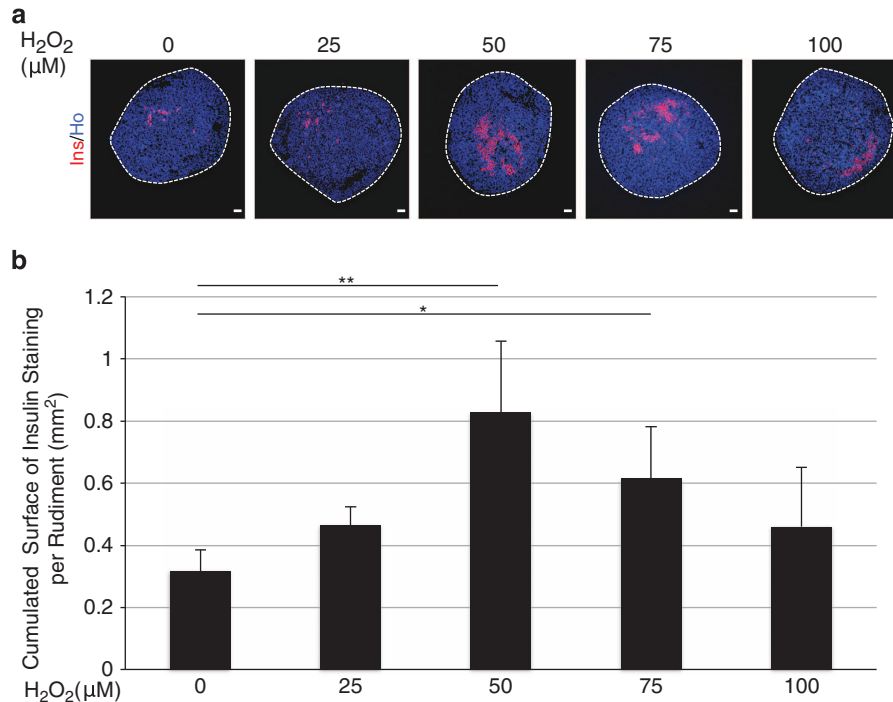 a
H₂O₂ (µM)
0 25 50 75 100
Ins/Ho
b
**
*
Cumulated Surface of Insulin Staining
per Rudiment (mm²)
1.2
1
0.8
0.6
0.4
0.2
0
H₂O₂(µM)
0 25 50 75 100